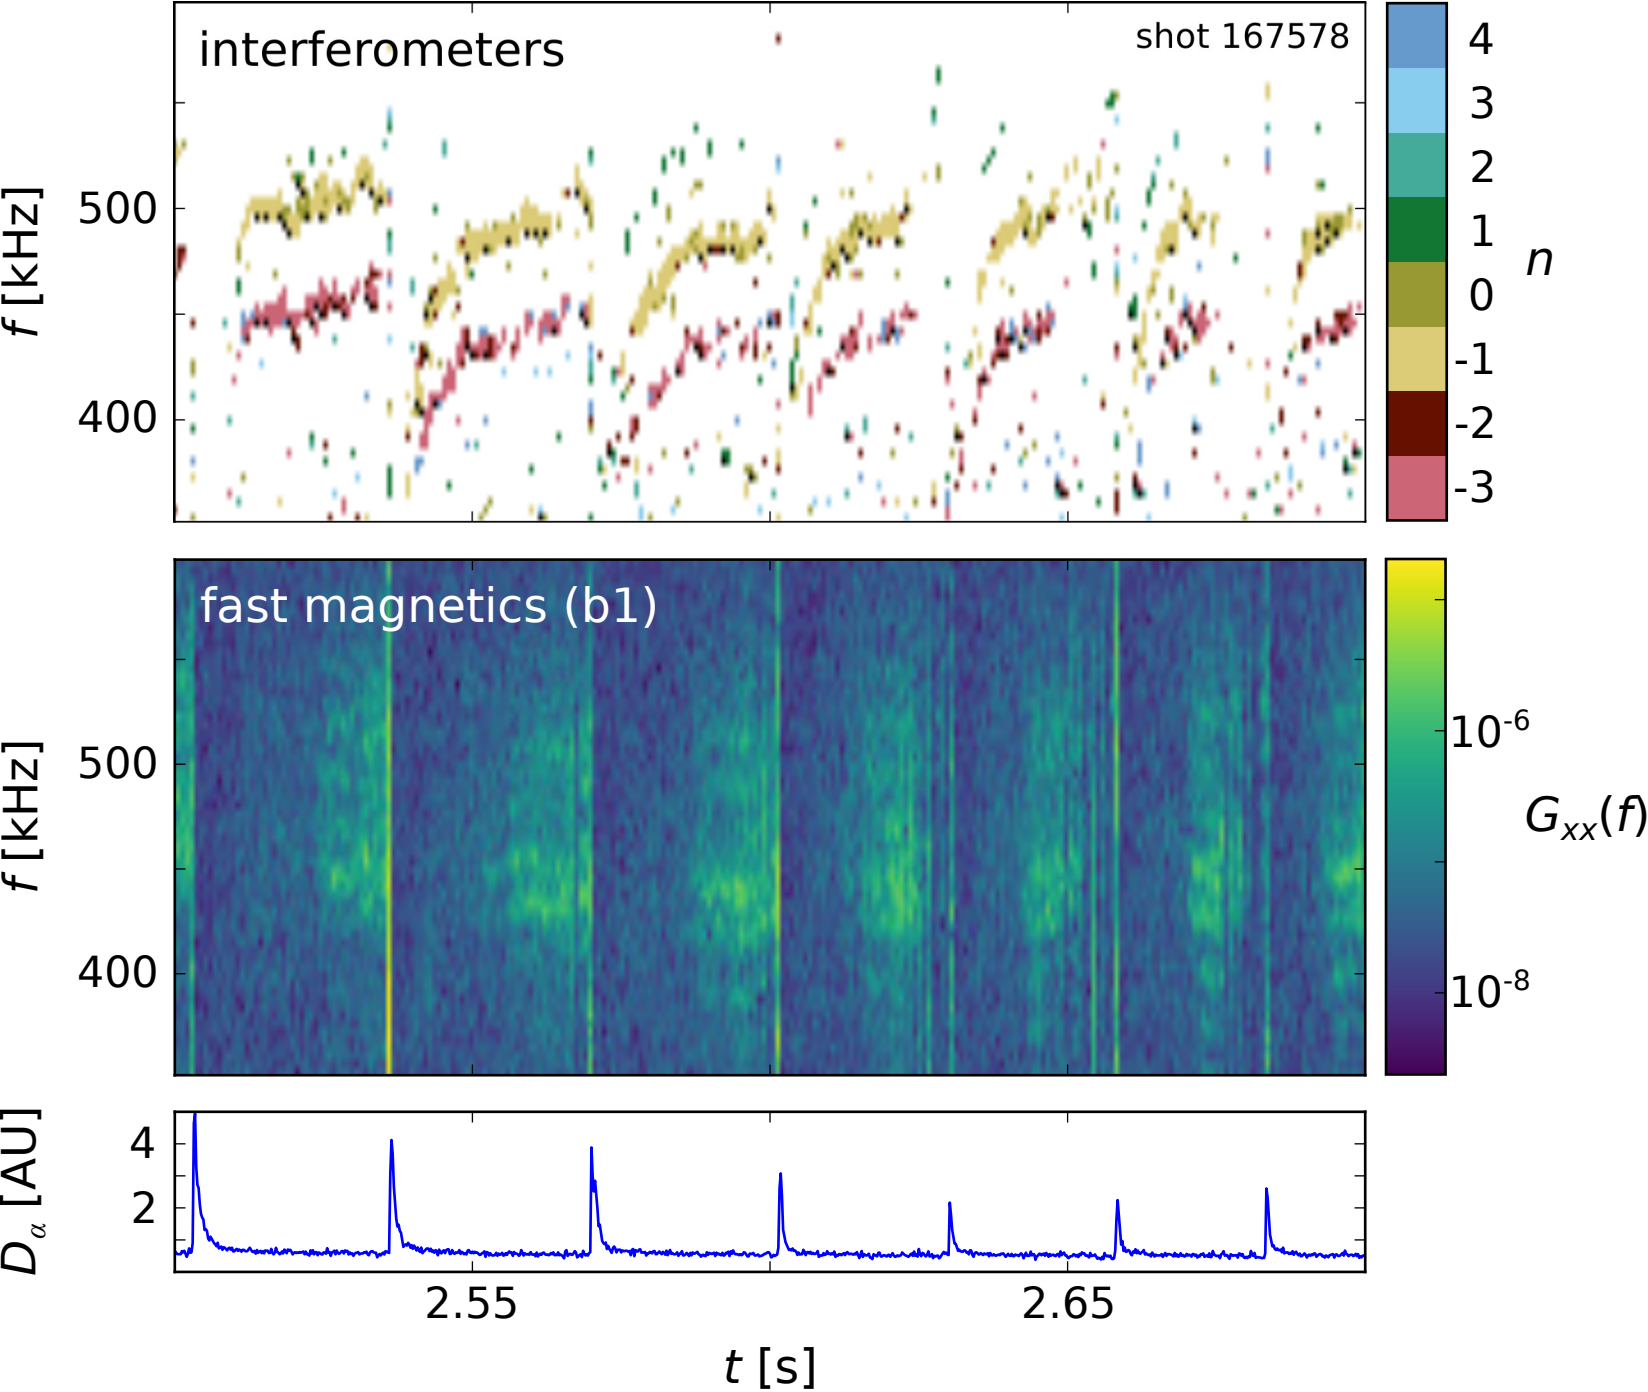 interferometers
shot 167578
f [kHz]
500
400
4
3
2
1
0
-1
-2
-3
n
fast magnetics (b1)
f [kHz]
500
400
10-6
10-8
Gxx(f)
Dα [AU]
4
2
2.55
2.65
t [s]